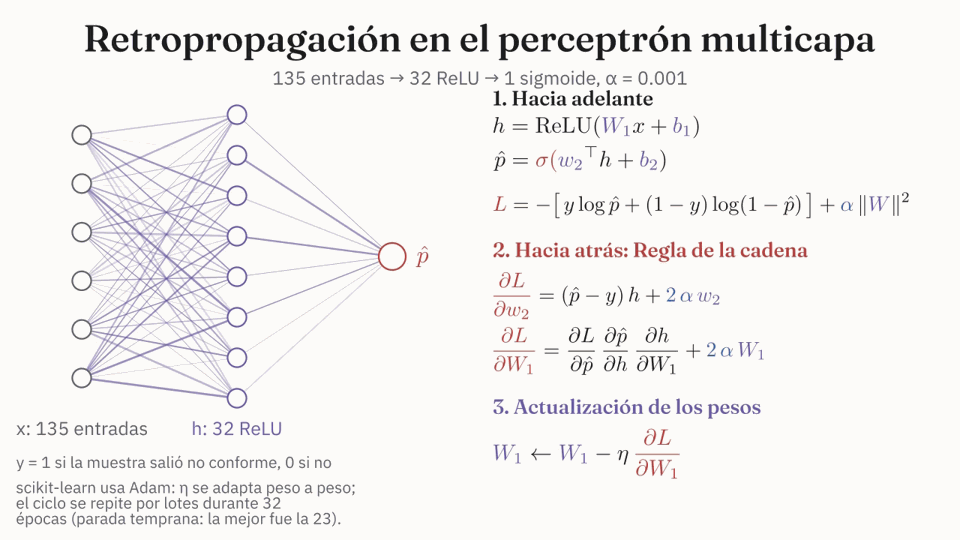 Retropropagación en el perceptrón multicapa
135 entradas → 32 ReLU → 1 sigmoide, α = 0.001
1. Hacia adelante
h = ReLU(W₁x + b₁)
p̂ = σ(w₂⊤h + b₂)
L = −[y log p̂ + (1 − y) log(1 − p̂)] + α ‖W‖²
2. Hacia atrás: Regla de la cadena
∂L/∂w₂ = (p̂ − y) h + 2 α w₂
∂L/∂W₁ = ∂L/∂p̂ ∂p̂/∂h ∂h/∂W₁ + 2 α W₁
3. Actualización de los pesos
W₁ ← W₁ − η ∂L/∂W₁
p̂
x: 135 entradas
h: 32 ReLU
y = 1 si la muestra salió no conforme, 0 si no
scikit-learn usa Adam: η se adapta peso a peso;
el ciclo se repite por lotes durante 32
épocas (parada temprana: la mejor fue la 23).